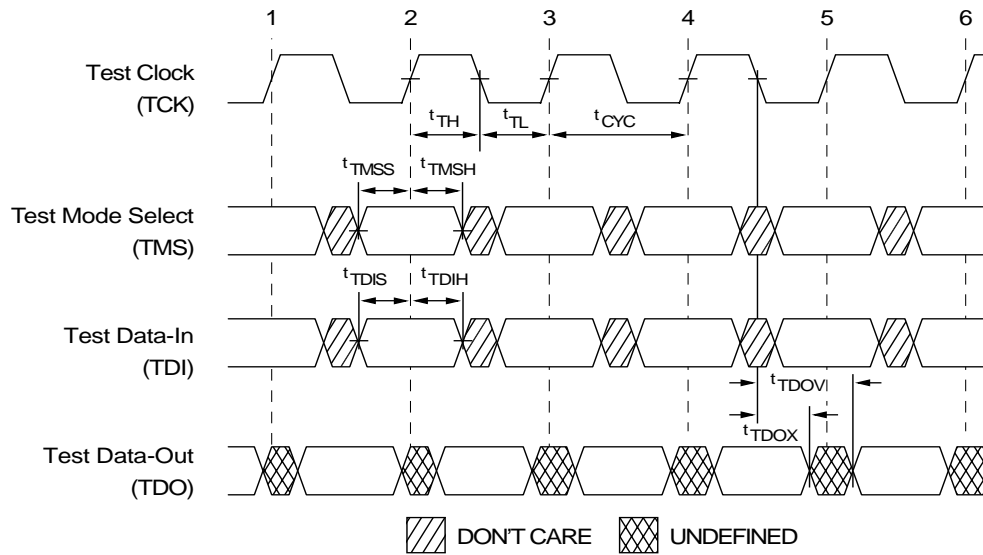 1 2 3 4 5 6
Test Clock
(TCK)
tTH tTL tCYC
tTMSS tTMSH
Test Mode Select
(TMS)
tTDIS tTDIH
Test Data-In
(TDI)
tTDOV
tTDOX
Test Data-Out
(TDO)
DON'T CARE UNDEFINED